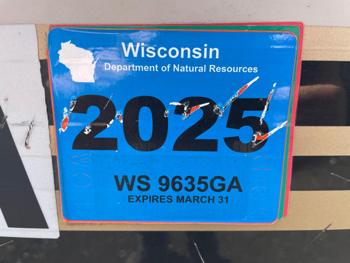 Wisconsin
Department of Natural Resources
2025
WS 9635GA
EXPIRES MARCH 31